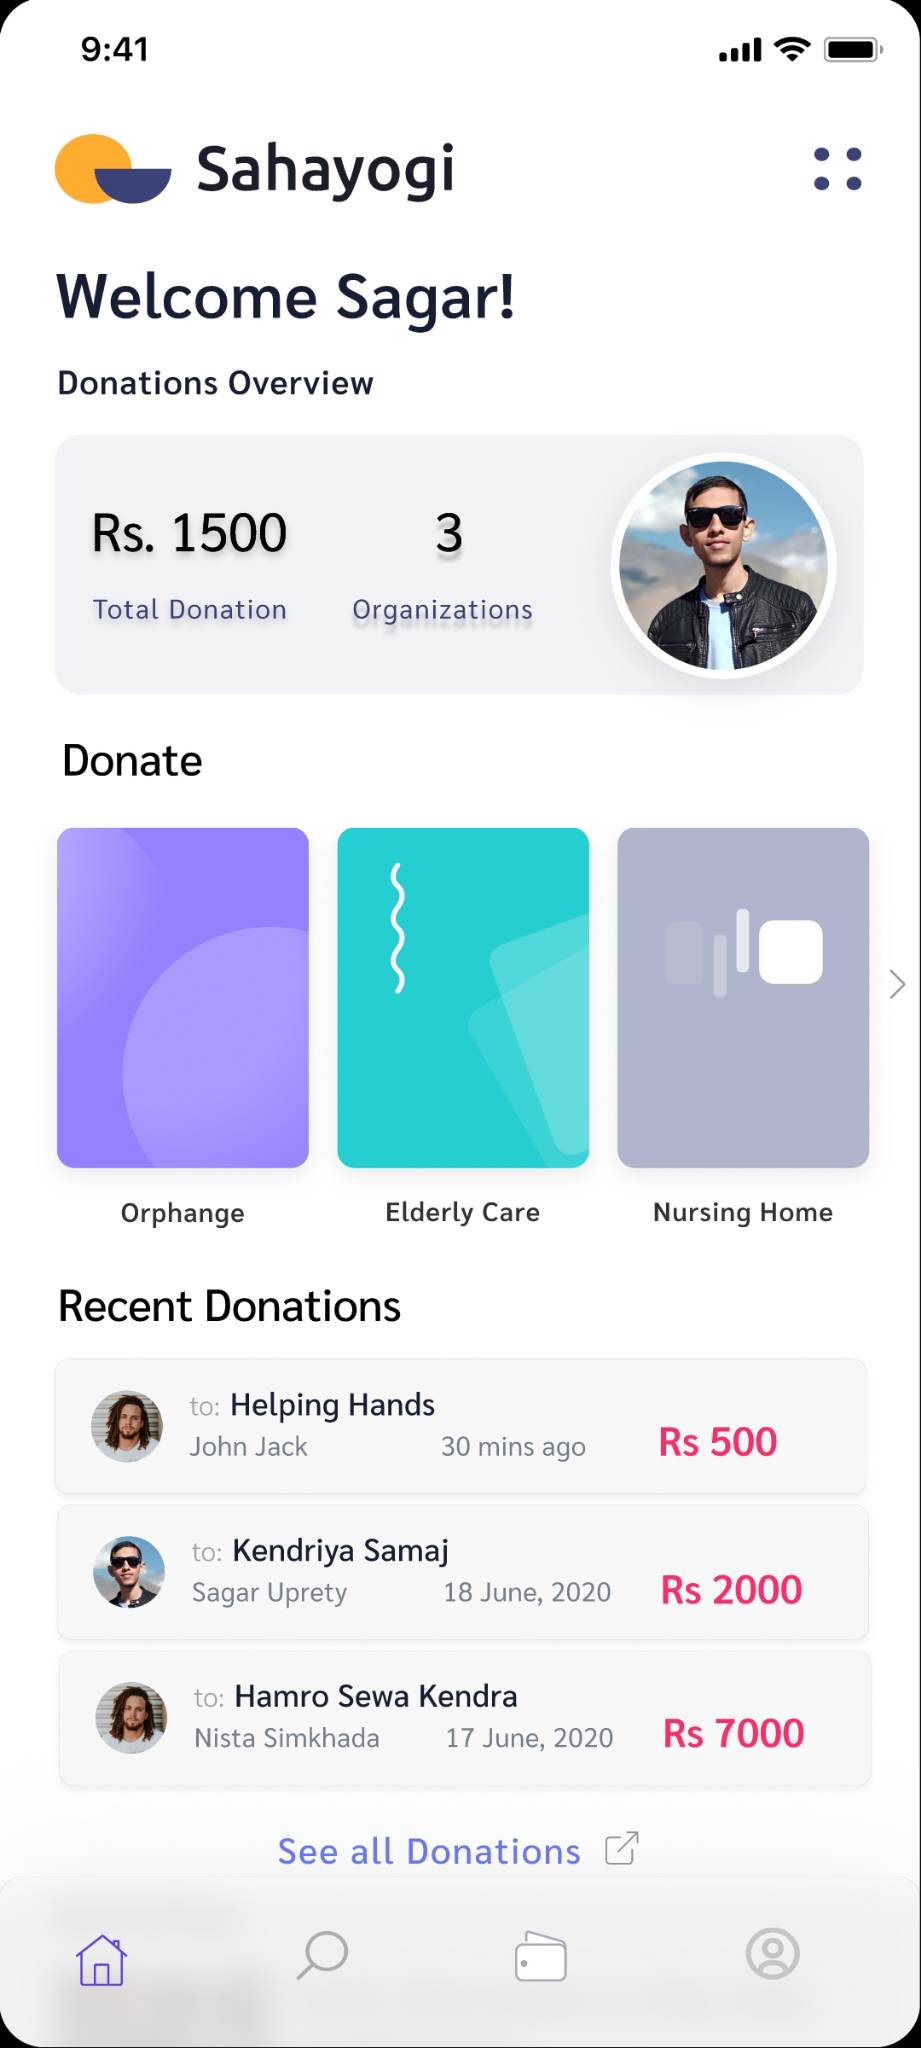 9:41
Sahayogi
Welcome Sagar!
Donations Overview
Rs. 1500
3
Total Donation
Organizations
Donate
Orphange
Elderly Care
Nursing Home
Recent Donations
to: Helping Hands
John Jack
30 mins ago
Rs 500
to: Kendriya Samaj
Sagar Uprety
18 June, 2020
Rs 2000
to: Hamro Sewa Kendra
Nista Simkhada
17 June, 2020
Rs 7000
See all Donations